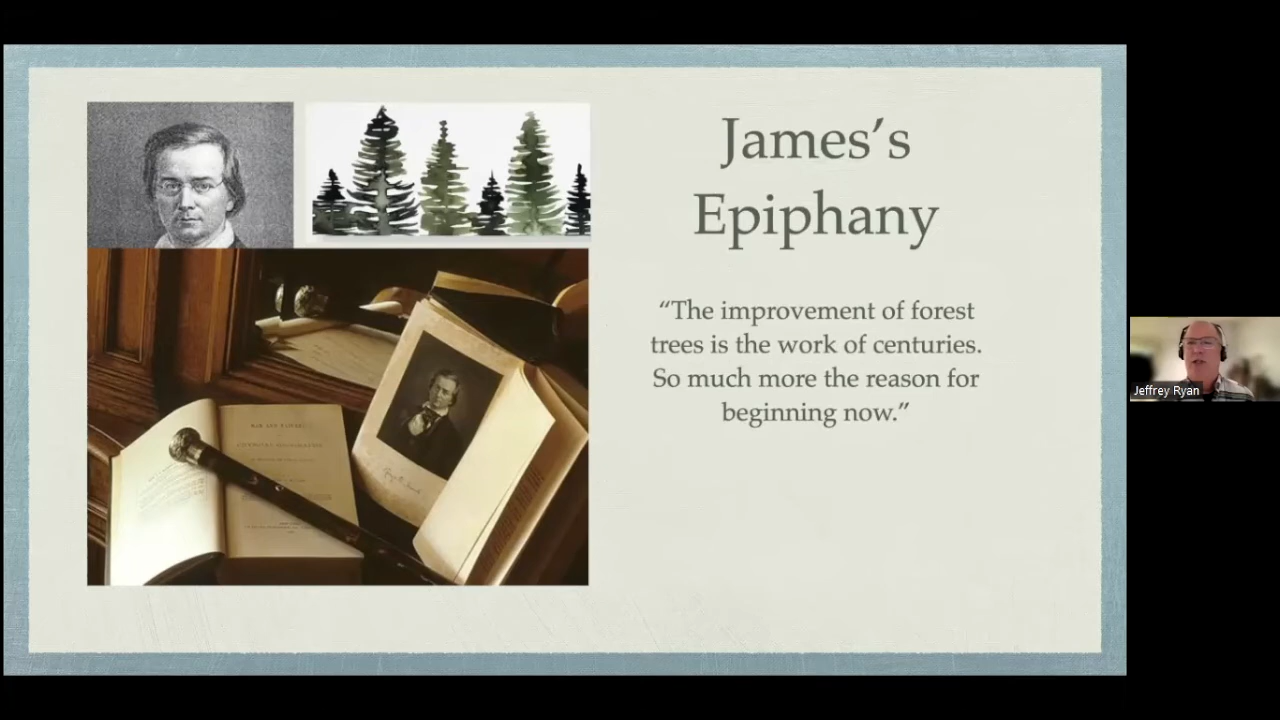 James’s
Epiphany
“The improvement of forest
trees is the work of centuries.
So much more the reason for
beginning now.”
Jeffrey Ryan